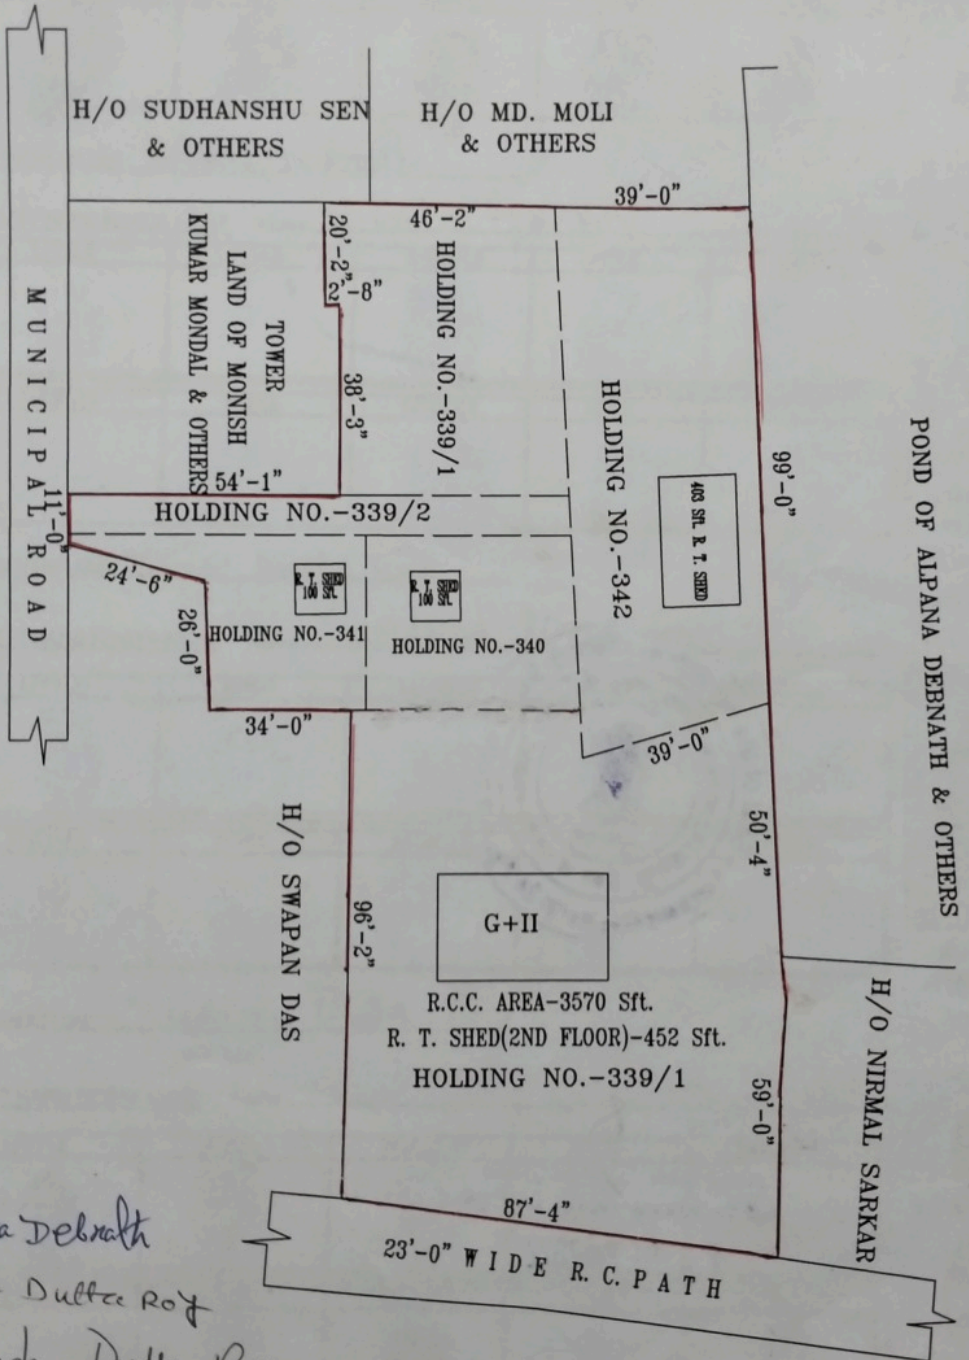 H/O SUDHANSHU SEN
& OTHERS
H/O MD. MOLI
& OTHERS
39'-0"
46'-2"
20'-2"
2'-8"
HOLDING NO.-339/1
TOWER
LAND OF MONISH
KUMAR MONDAL & OTHERS
38'-3"
HOLDING NO.-342
403 Sft. R. T. SHED
99'-0"
POND OF ALPANA DEBNATH & OTHERS
MUNICIPAL ROAD
54'-1"
11'-0"
HOLDING NO.-339/2
24'-6"
26'-0"
R. T. SHED
100 Sft.
HOLDING NO.-341
R. T. SHED
100 Sft.
HOLDING NO.-340
34'-0"
39'-0"
50'-4"
H/O SWAPAN DAS
96'-2"
G+II
R.C.C. AREA-3570 Sft.
R. T. SHED(2ND FLOOR)-452 Sft.
HOLDING NO.-339/1
59'-0"
H/O NIRMAL SARKAR
87'-4"
23'-0" WIDE R.C.PATH
a Debnath
Dutta Roy